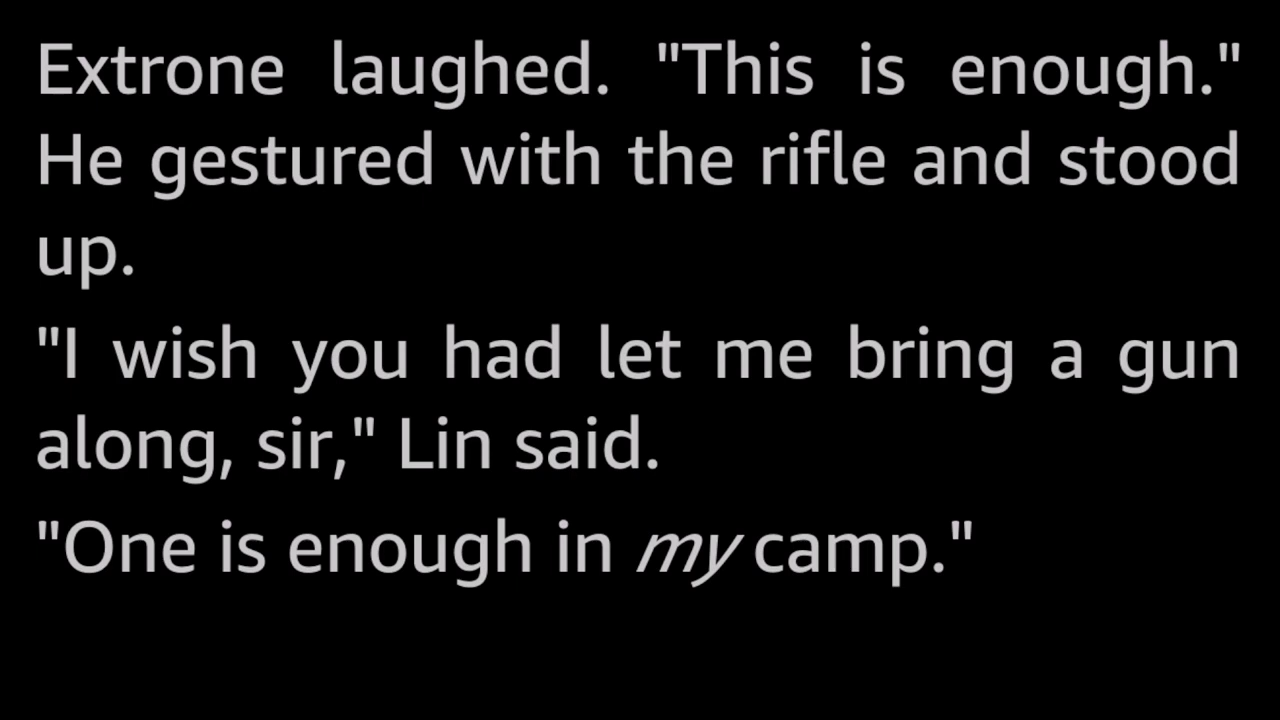 Extrone laughed. "This is enough."
He gestured with the rifle and stood
up.
"I wish you had let me bring a gun
along, sir," Lin said.
"One is enough in my camp."